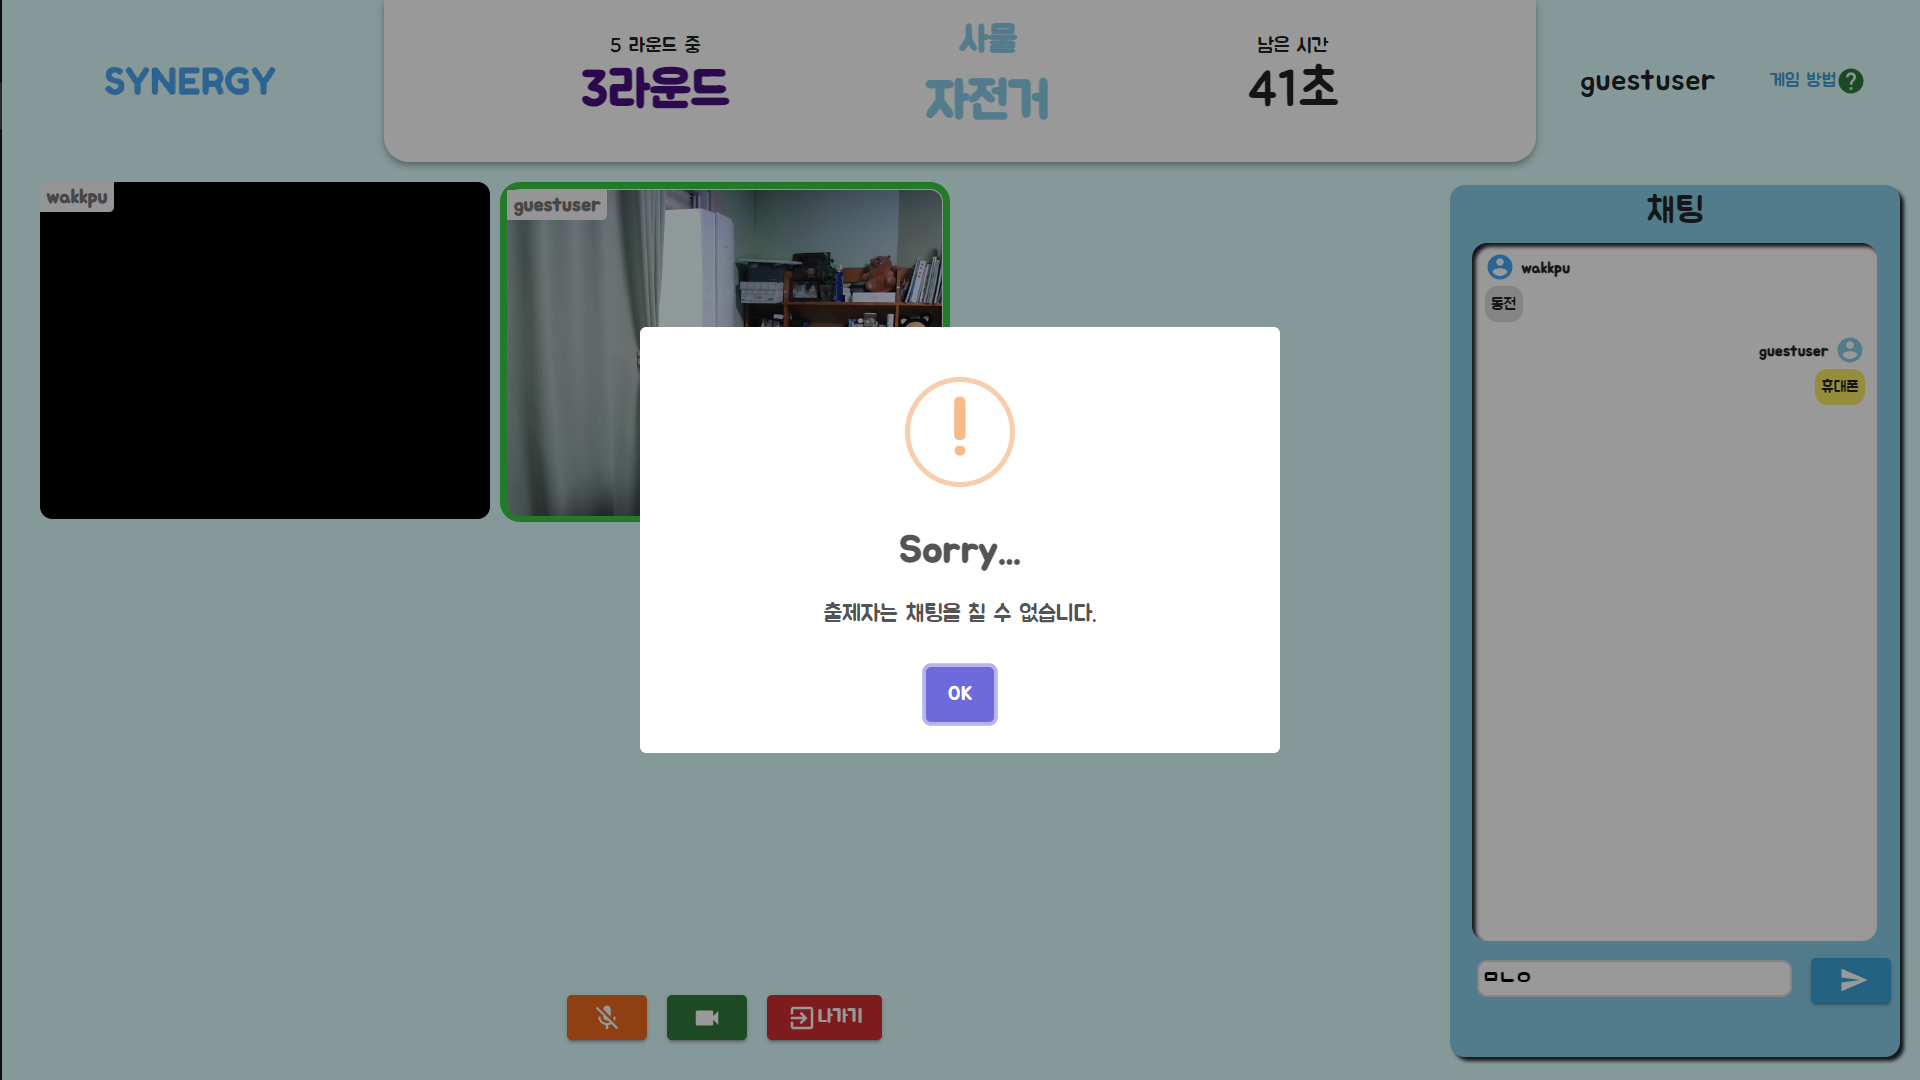 SYNERGY
5 라운드 중
3라운드
사물
자전거
남은 시간
41초
guestuser
게임 방법
wakkpu
guestuser
채팅
wakkpu
동전
guestuser
휴대폰
Sorry...
출제자는 채팅을 칠 수 없습니다.
OK
ㅁㄴㅇ
나가기